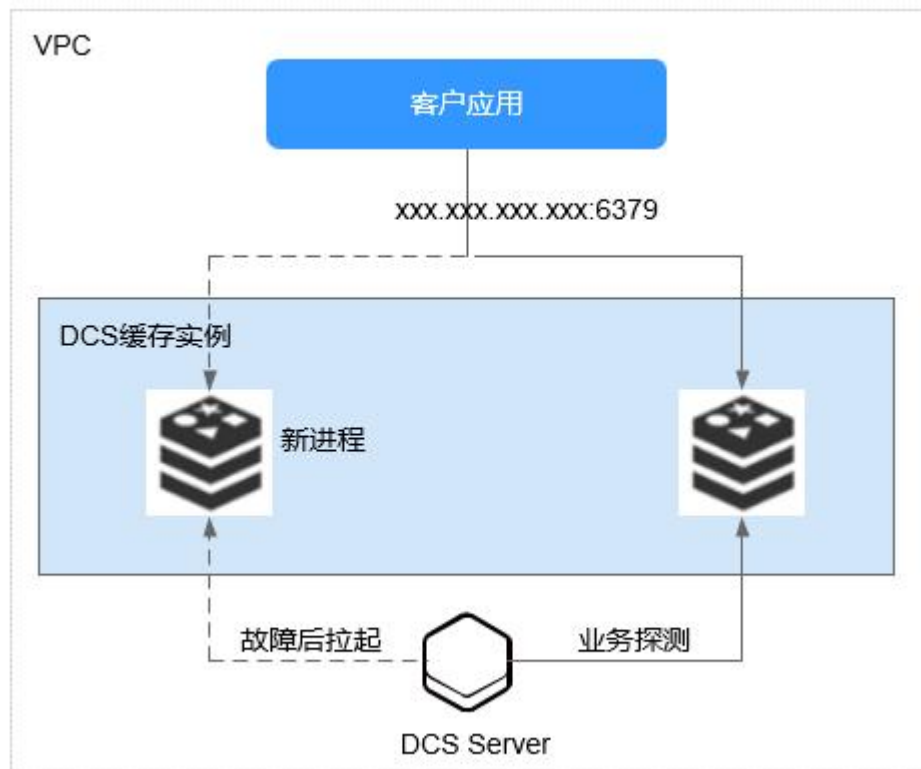 VPC
客户应用
xxx.xxx.xxx.xxx:6379
DCS缓存实例
新进程
故障后拉起
业务探测
DCS Server